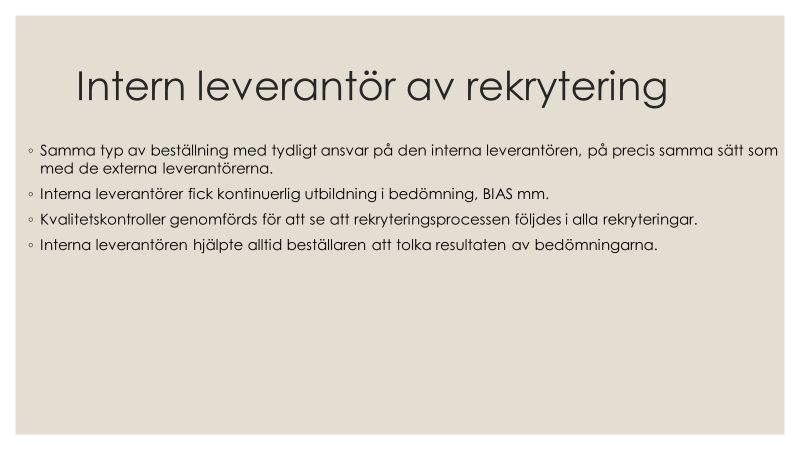 Intern leverantör av rekrytering
◦ Samma typ av beställning med tydligt ansvar på den interna leverantören, på precis samma sätt som
med de externa leverantörerna.
◦ Interna leverantörer fick kontinuerlig utbildning i bedömning, BIAS mm.
◦ Kvalitetskontroller genomförds för att se att rekryteringsprocessen följdes i alla rekryteringar.
◦ Interna leverantören hjälpte alltid beställaren att tolka resultaten av bedömningarna.